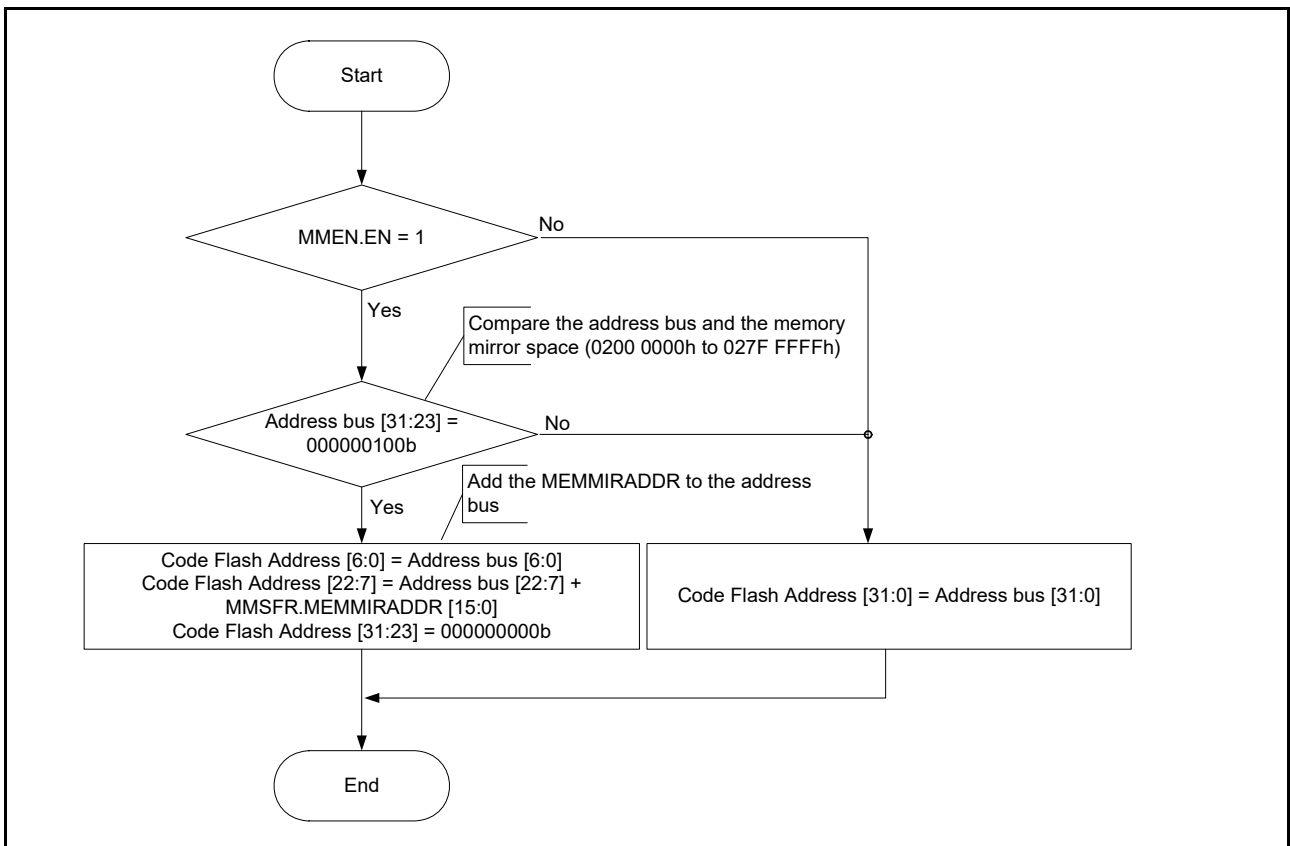 Start
MMEN.EN = 1
No
Yes
Compare the address bus and the memory
mirror space (0200 0000h to 027F FFFFh)
Address bus [31:23] =
000000100b
No
Yes
Add the MEMMIRADDR to the address
bus
Code Flash Address [6:0] = Address bus [6:0]
Code Flash Address [22:7] = Address bus [22:7] +
MMSFR.MEMMIRADDR [15:0]
Code Flash Address [31:23] = 000000000b
Code Flash Address [31:0] = Address bus [31:0]
End